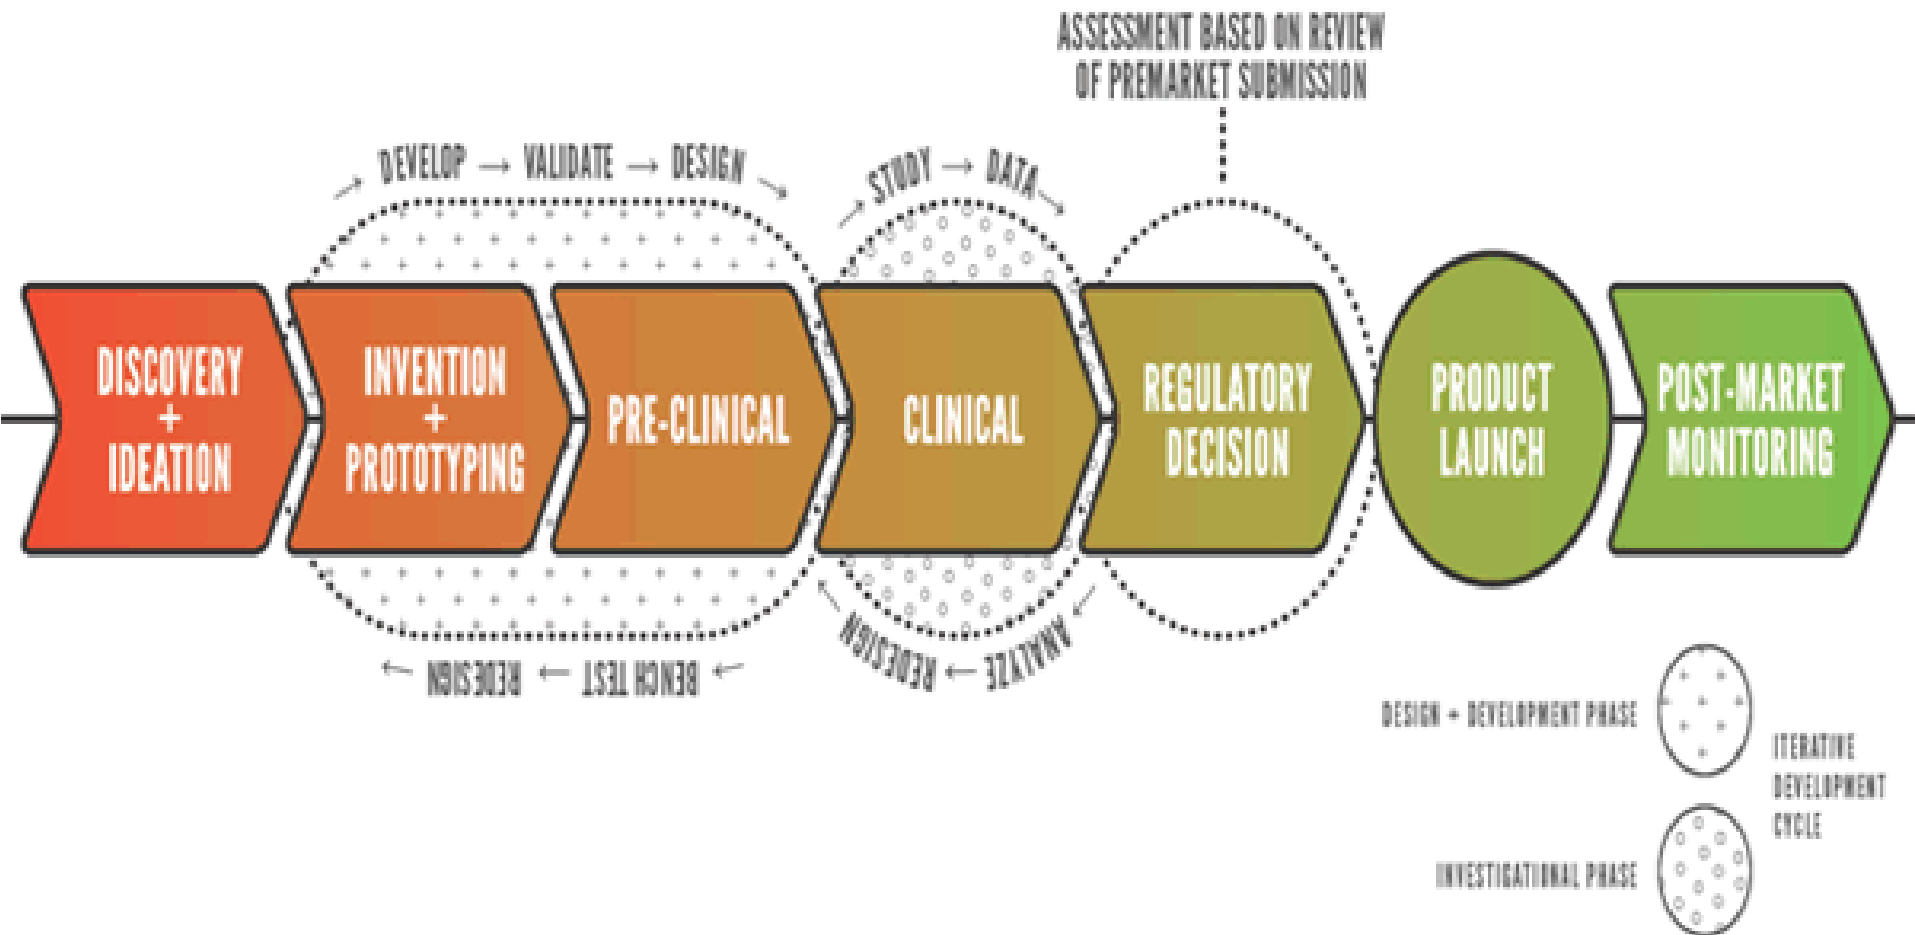 ASSESSMENT BASED ON REVIEW
OF PREMARKET SUBMISSION
→ DEVELOP → VALIDATE → DESIGN →
→ STUDY → DATA →
DISCOVERY
+
IDEATION
INVENTION
+
PROTOTYPING
PRE-CLINICAL
CLINICAL
REGULATORY
DECISION
PRODUCT
LAUNCH
POST-MARKET
MONITORING
BENCH TEST → REDESIGN
ANALYZE → REDESIGN
DESIGN + DEVELOPMENT PHASE
ITERATIVE
DEVELOPMENT
CYCLE
INVESTIGATIONAL PHASE